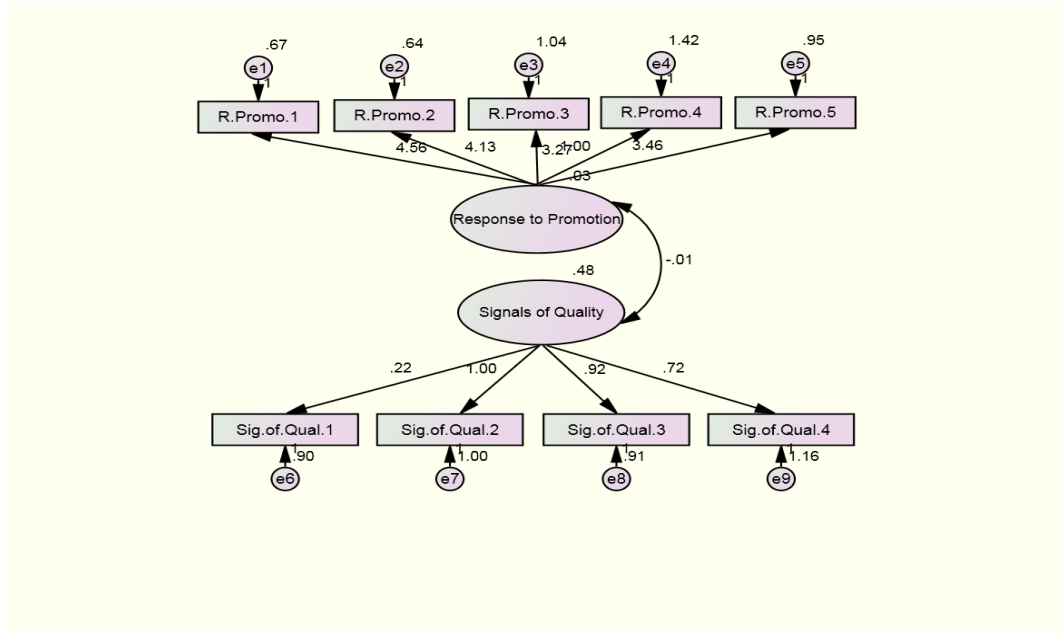 .67 .64 1.04 1.42 .95
e1 e2 e3 e4 e5
1 1 1 1 1
R.Promo.1 R.Promo.2 R.Promo.3 R.Promo.4 R.Promo.5
4.56 4.13 3.27 1.00 3.46
.03
Response to Promotion
-.01
.48
Signals of Quality
.22 1.00 .92 .72
Sig.of.Qual.1 Sig.of.Qual.2 Sig.of.Qual.3 Sig.of.Qual.4
1 1 1 1
.90 1.00 .91 1.16
e6 e7 e8 e9